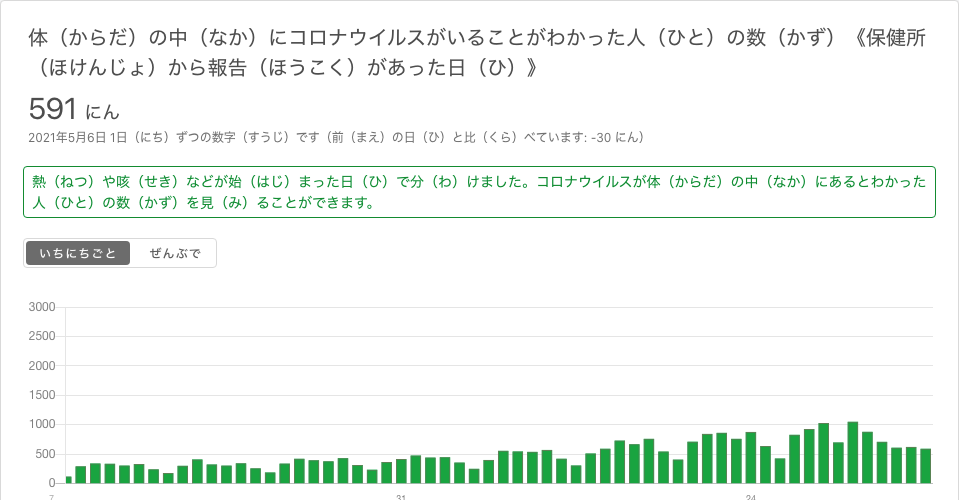 体（からだ）の中（なか）にコロナウイルスがいることがわかった人（ひと）の数（かず）《保健所
（ほけんじょ）から報告（ほうこく）があった日（ひ）》
591 にん
2021年5月6日 1日（にち）ずつの数字（すうじ）です（前（まえ）の日（ひ）と比（くら）べています: -30 にん）
熱（ねつ）や咳（せき）などが始（はじ）まった日（ひ）で分（わ）けました。コロナウイルスが体（からだ）の中（なか）にあるとわかった
人（ひと）の数（かず）を見（み）ることができます。
いちにちごと ぜんぶで
3000
2500
2000
1500
1000
500
0
7 31 24